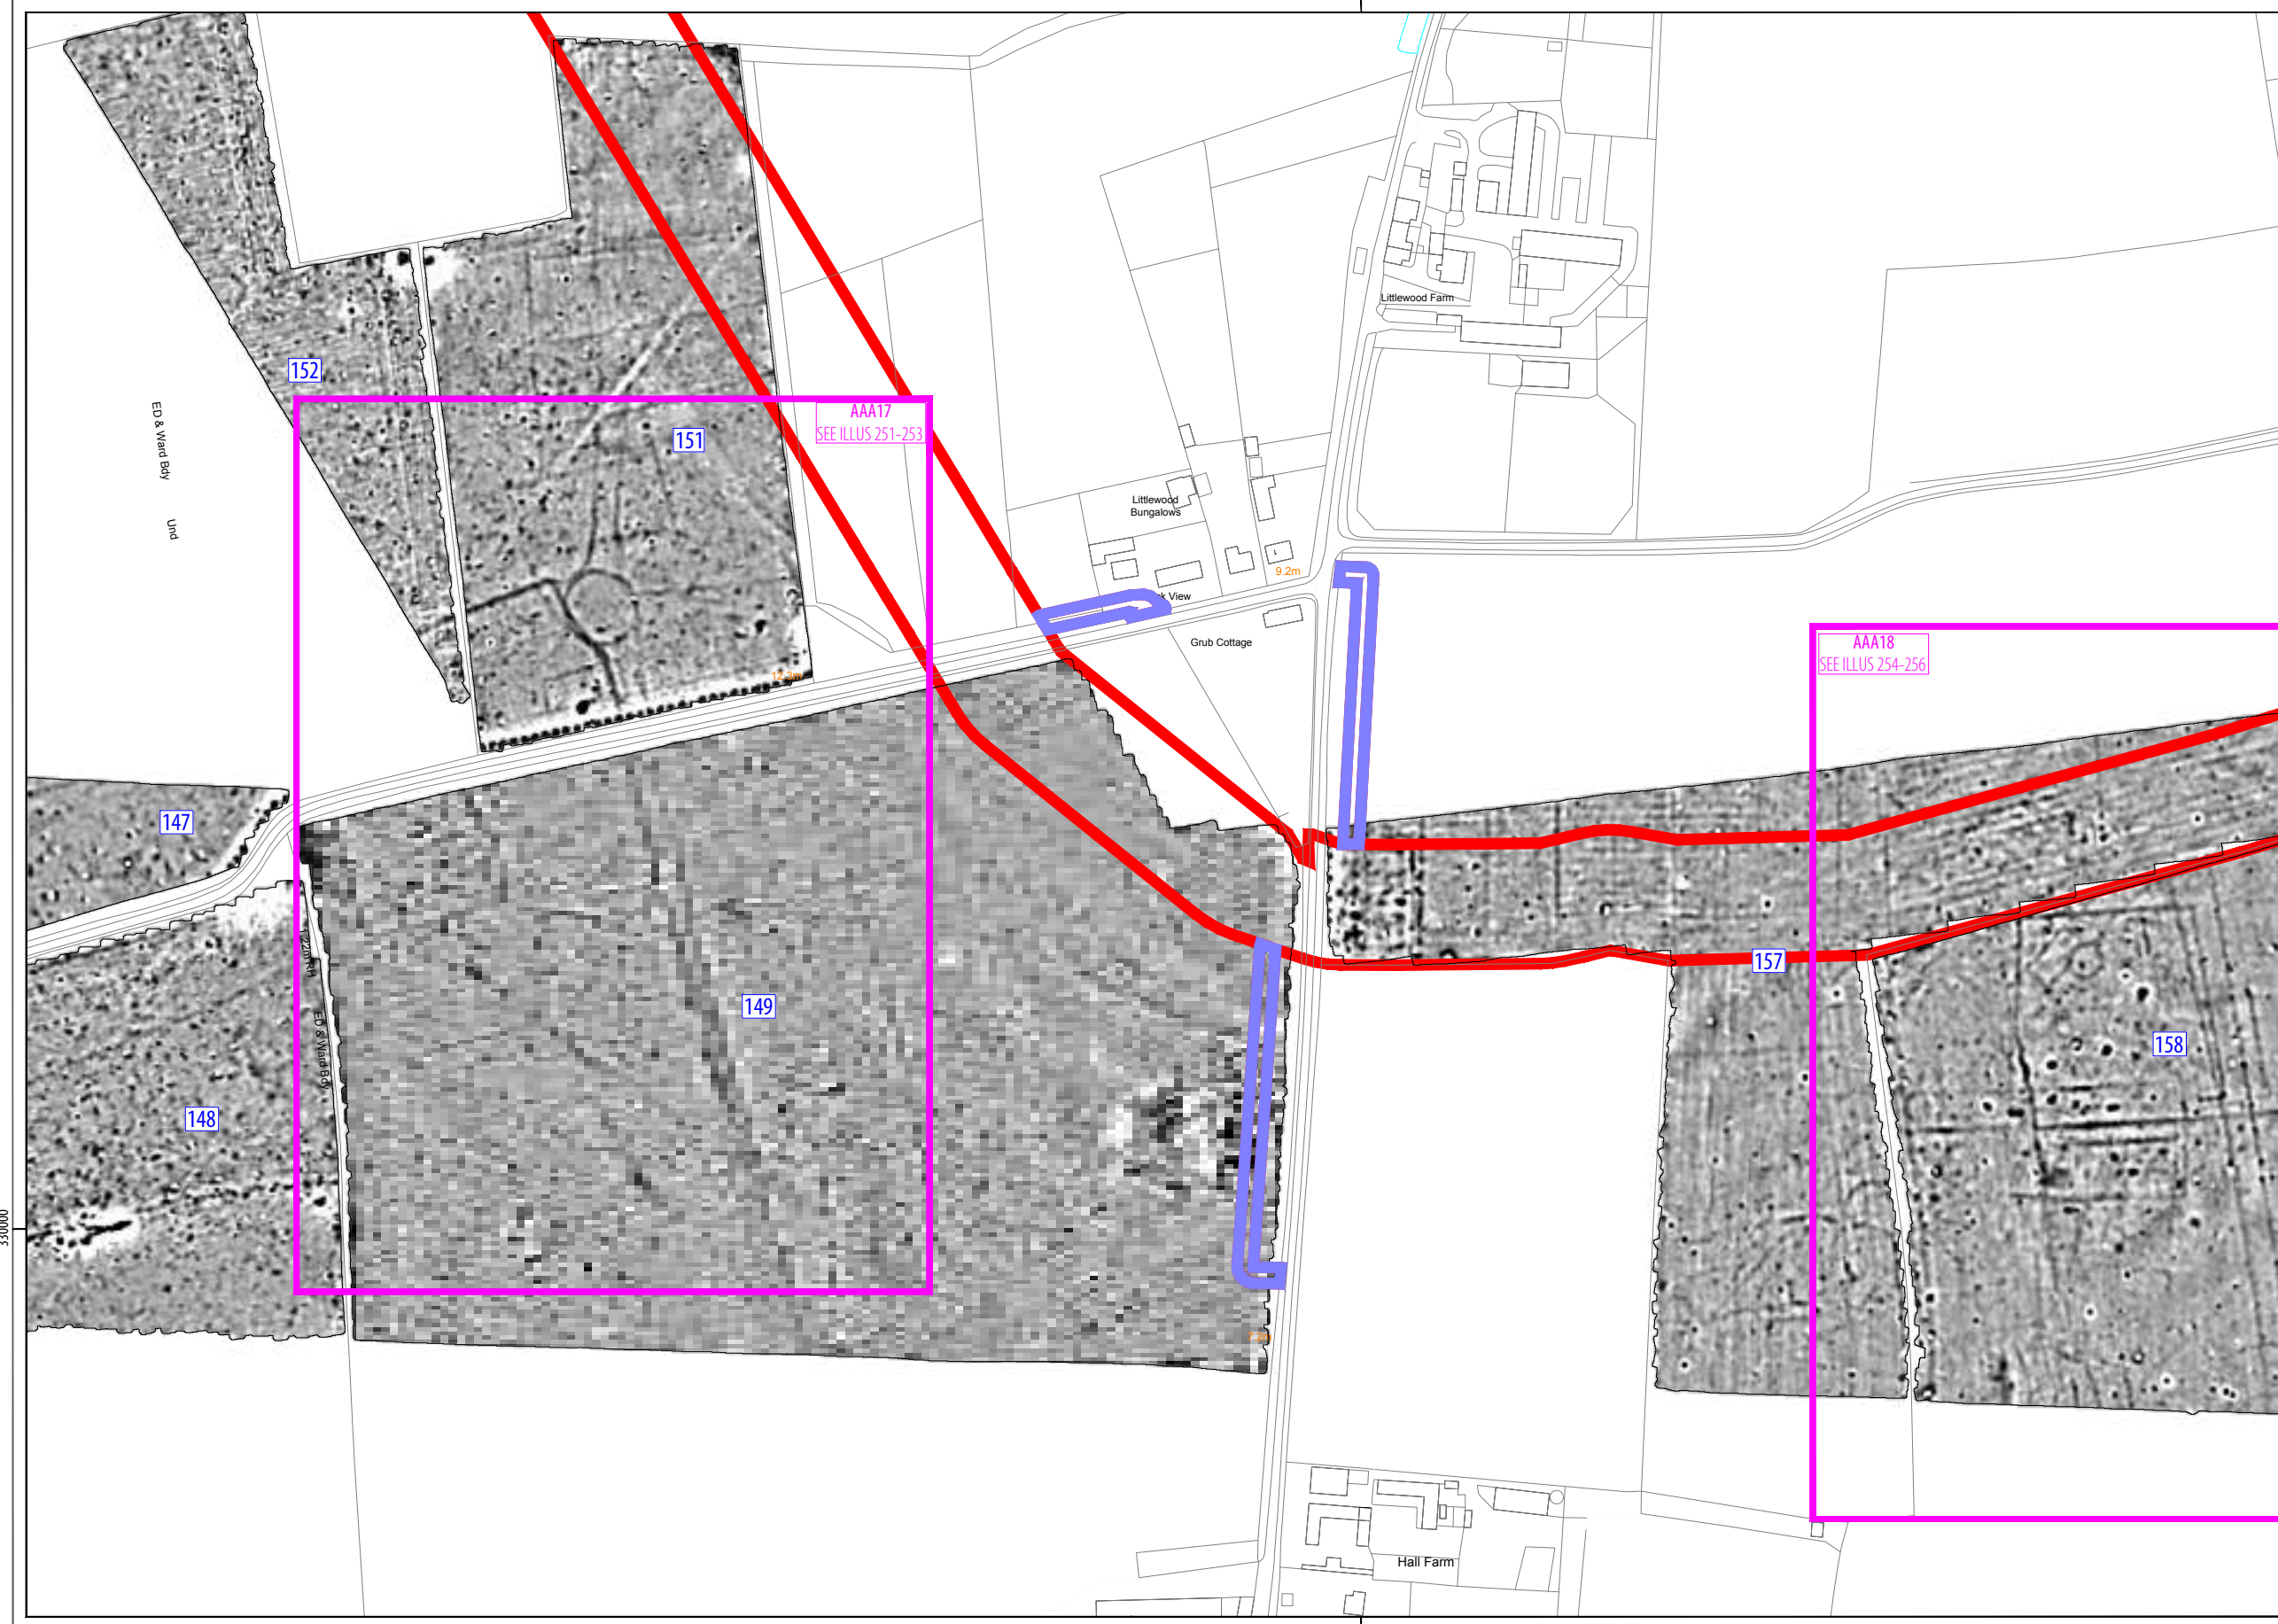 Littlewood Farm
152
AAA17
SEE ILLUS 251-253
ED & Ward Bdy
Und
151
Littlewood
Bungalows
9.2m
View
Grub Cottage
AAA18
SEE ILLUS 254-256
147
157
149
158
ED & Ward Bdy
148
330000
Hall Farm